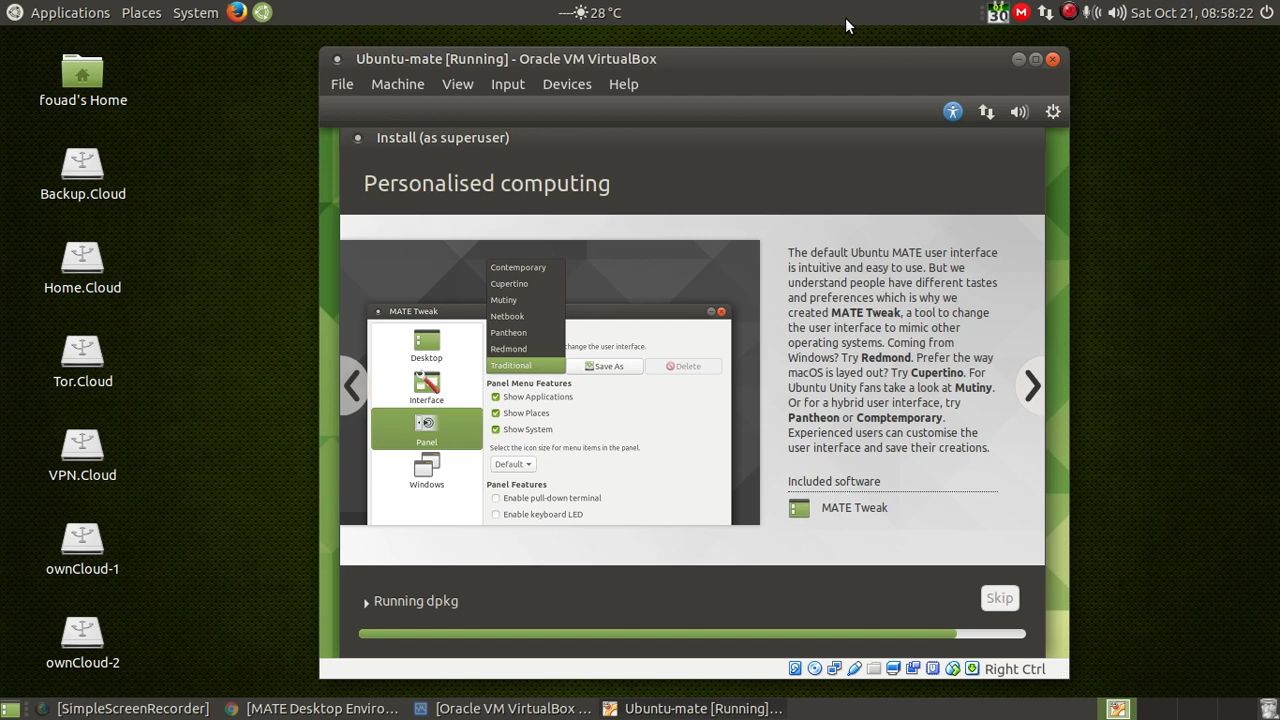 Applications Places System
----
28 °C
30
M
Sat Oct 21, 08:58:22
fouad's Home
Backup.Cloud
Home.Cloud
Tor.Cloud
VPN.Cloud
ownCloud-1
ownCloud-2
Ubuntu-mate [Running] - Oracle VM VirtualBox
File Machine View Input Devices Help
Install (as superuser)
Personalised computing
MATE Tweak
Desktop
Interface
Panel
Windows
Contemporary
Cupertino
Mutiny
Netbook
Pantheon
Redmond
Traditional
change the user interface.
Save As Delete
Panel Menu Features
Show Applications
Show Places
Show System
Select the icon size for menu items in the panel.
Default
Panel Features
Enable pull-down terminal
Enable keyboard LED
The default Ubuntu MATE user interface
is intuitive and easy to use. But we
understand people have different tastes
and preferences which is why we
created MATE Tweak, a tool to change
the user interface to mimic other
operating systems. Coming from
Windows? Try Redmond. Prefer the way
macOS is layed out? Try Cupertino. For
Ubuntu Unity fans take a look at Mutiny.
Or for a hybrid user interface, try
Pantheon or Comptemporary.
Experienced users can customise the
user interface and save their creations.
Included software
MATE Tweak
Running dpkg
Skip
Right Ctrl
[SimpleScreenRecorder] [MATE Desktop Enviro... [Oracle VM VirtualBox ... Ubuntu-mate [Running]...